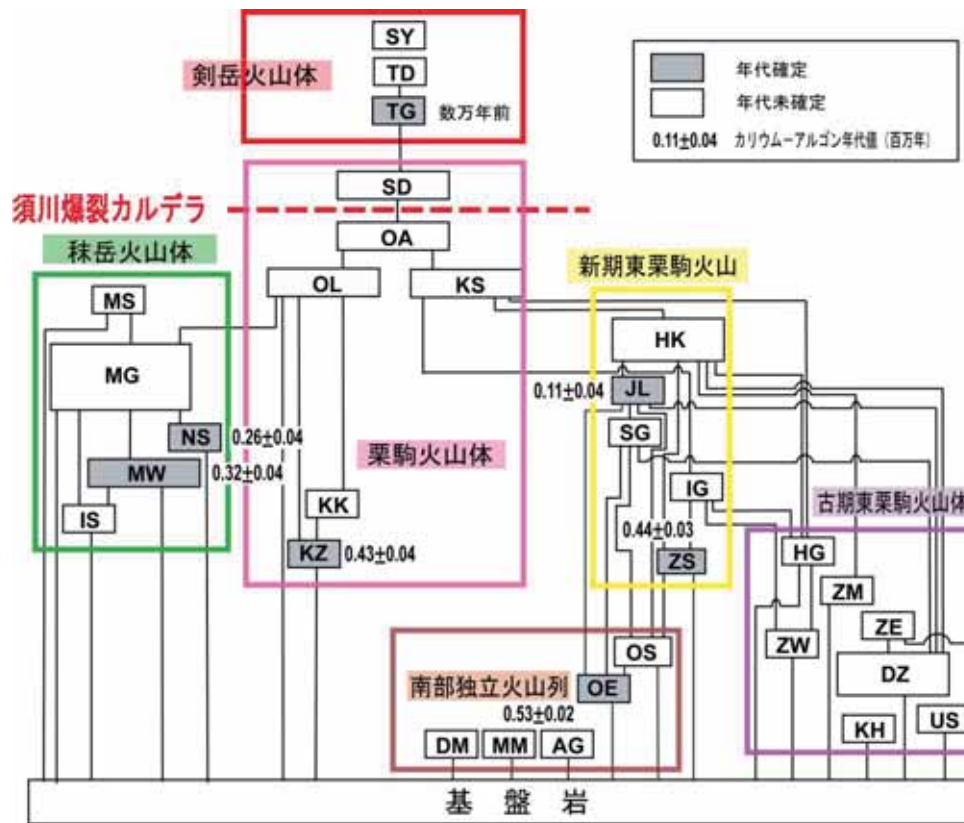 SY
剣岳火山体
TD
TG
数万年前
年代確定
年代未確定
0.11±0.04 カリウムーアルゴン年代値(百万年)
SD
須川爆裂カルデラ
OA
秣岳火山体
新期東栗駒火山
OL
KS
MS
HK
MG
0.11±0.04
JL
SG
NS
0.26±0.04
栗駒火山体
MW
0.32±0.04
IG
KK
古期東栗駒火山体
IS
0.44±0.03
KZ
0.43±0.04
HG
ZS
ZM
ZE
ZW
OS
DZ
南部独立火山列
OE
0.53±0.02
US
KH
DM
MM
AG
基盤岩